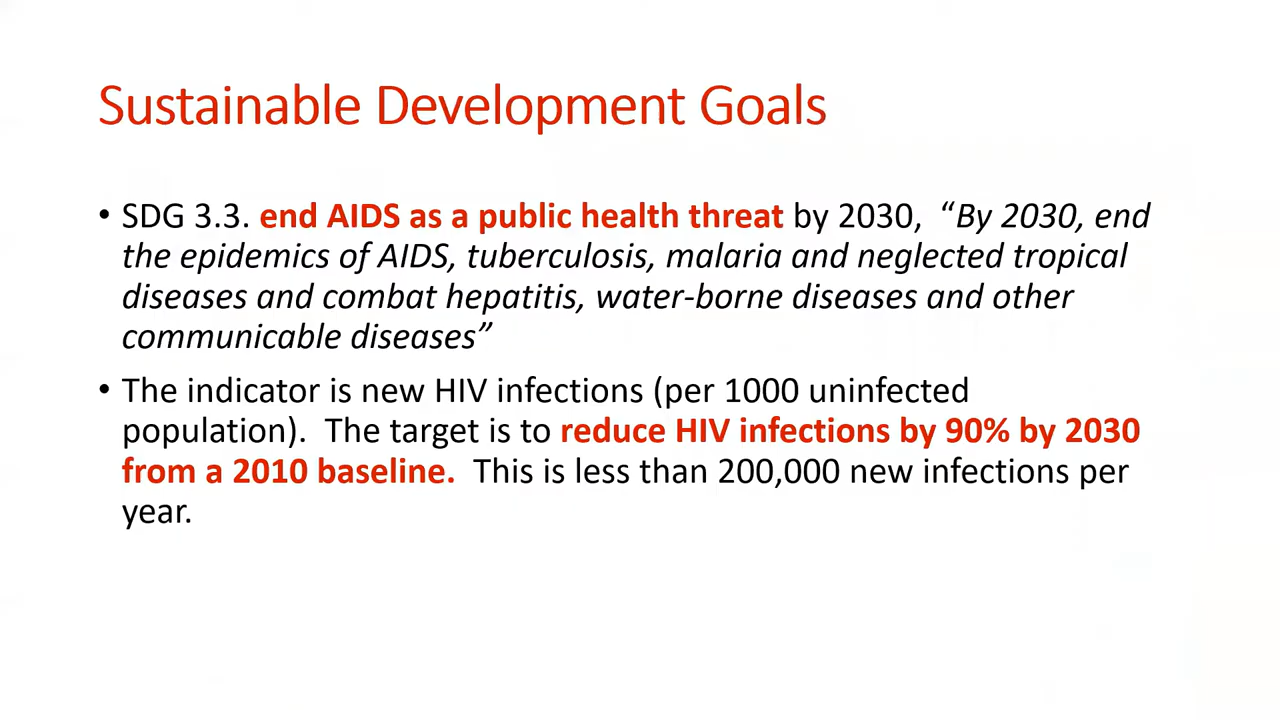 Sustainable Development Goals
• SDG 3.3. end AIDS as a public health threat by 2030,  “By 2030, end
the epidemics of AIDS, tuberculosis, malaria and neglected tropical
diseases and combat hepatitis, water-borne diseases and other
communicable diseases”
• The indicator is new HIV infections (per 1000 uninfected
population).  The target is to reduce HIV infections by 90% by 2030
from a 2010 baseline.  This is less than 200,000 new infections per
year.